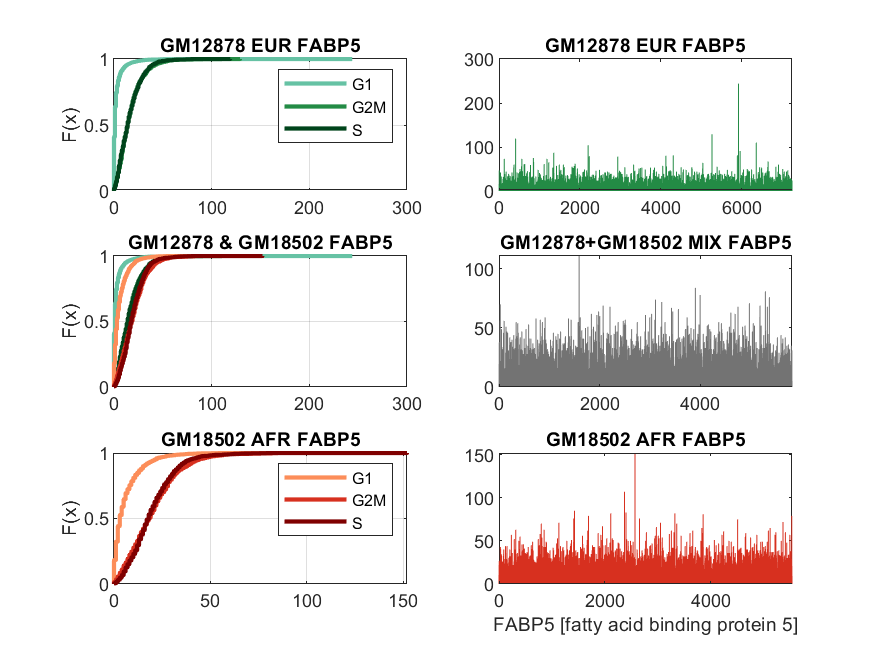 GM12878 EUR FABP5
F(x)
1
0.5
0
0 100 200 300
G1
G2M
S
GM12878 EUR FABP5
300
200
100
0
0 2000 4000 6000
GM12878 & GM18502 FABP5
F(x)
1
0.5
0
0 100 200 300
GM12878+GM18502 MIX FABP5
100
50
0
0 2000 4000
GM18502 AFR FABP5
F(x)
1
0.5
0
0 50 100 150
G1
G2M
S
GM18502 AFR FABP5
150
100
50
0
0 2000 4000
FABP5 [fatty acid binding protein 5]